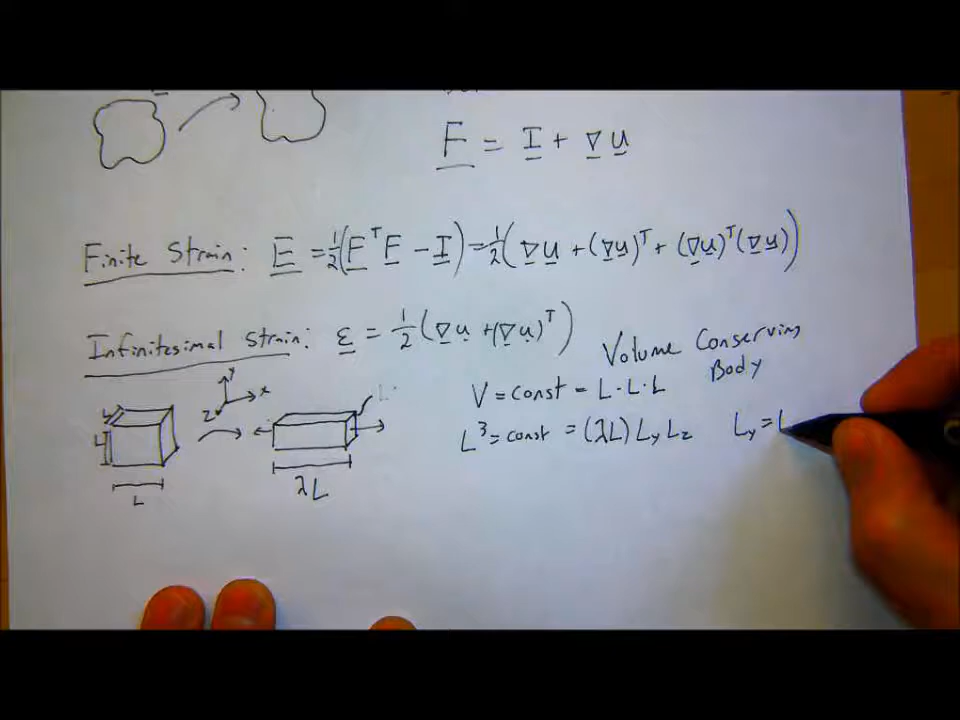 F = I + ∇u
Finite Strain: E = 1/2(FᵀF - I) = 1/2(∇u + (∇u)ᵀ + (∇u)ᵀ(∇u))
Infinitesimal Strain: ε = 1/2(∇u + (∇u)ᵀ)
Volume Conserving
Body
V = const = L·L·L
L³ = const = (λL) Ly Lz
Ly = L
y
x
z
L
L
L
λL